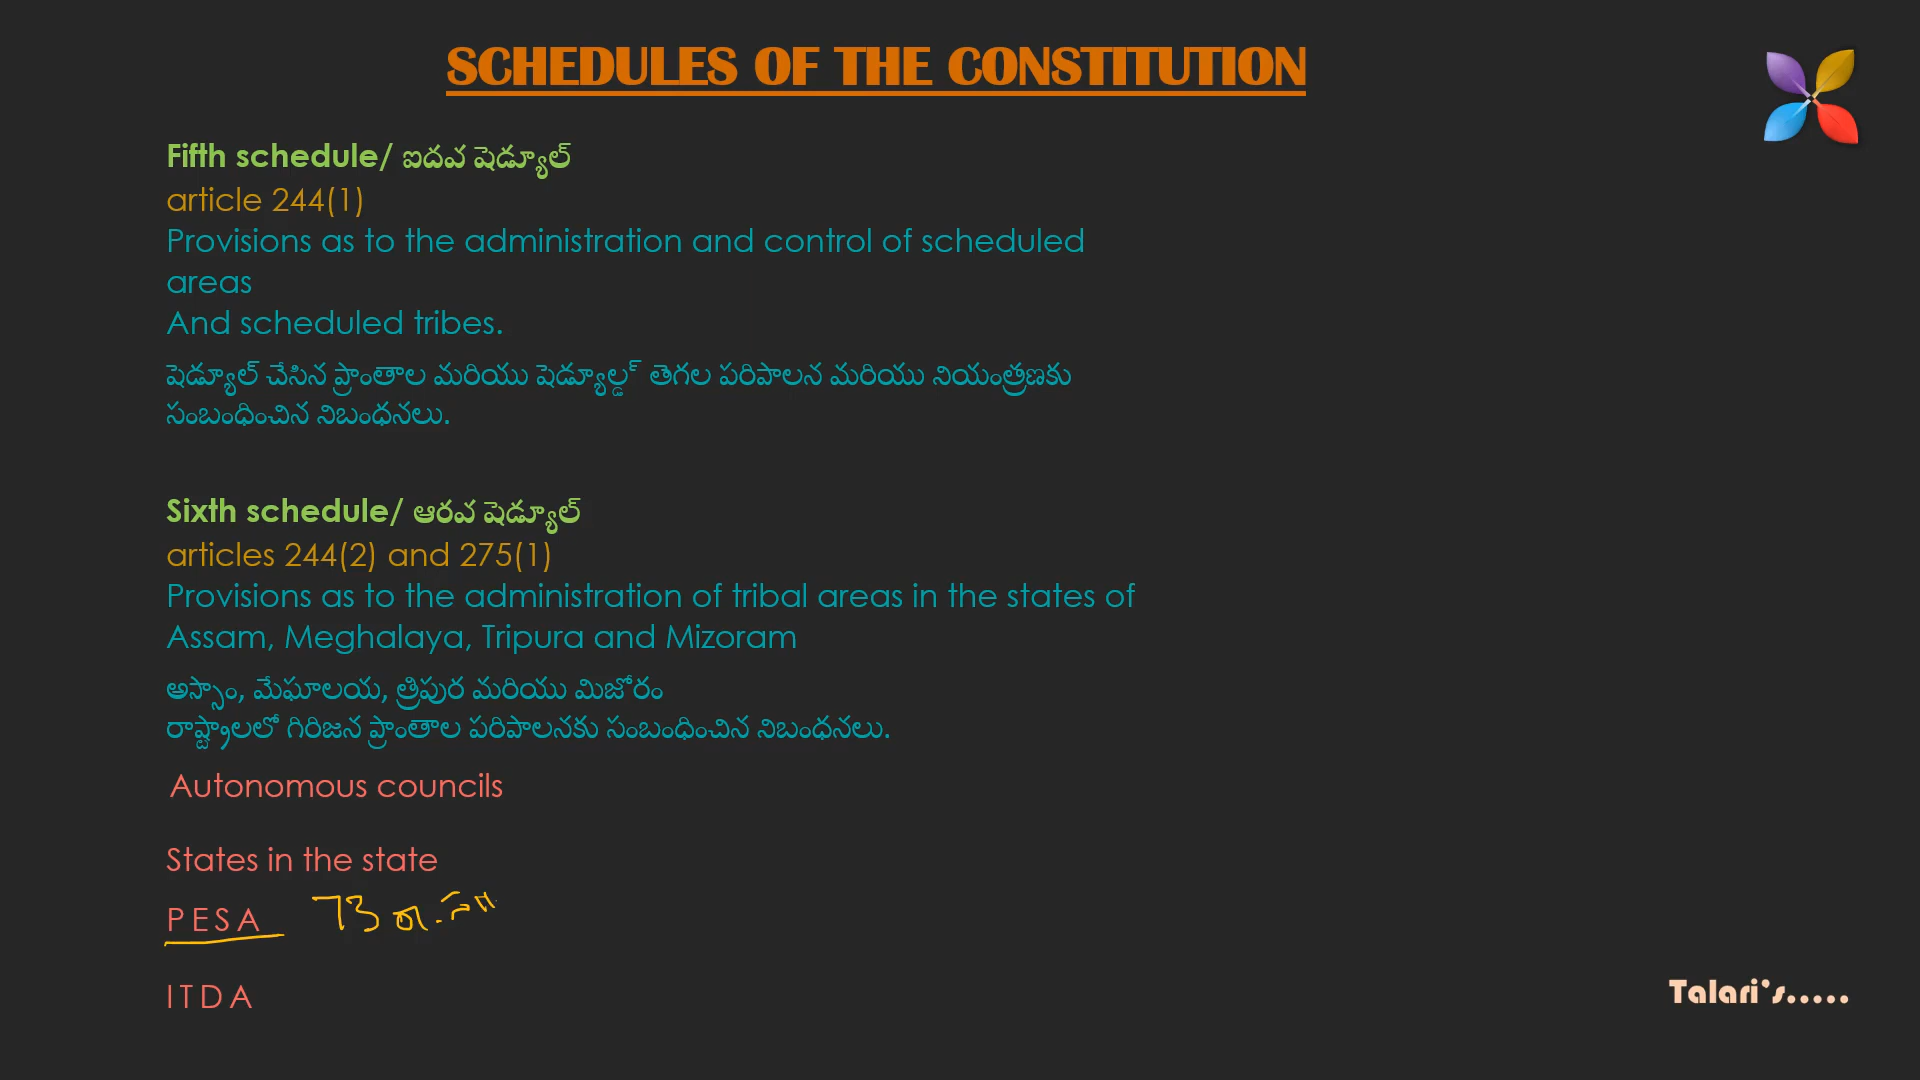 SCHEDULES OF THE CONSTITUTION
Fifth schedule/ ఐదవ షెడ్యూల్
article 244(1)
Provisions as to the administration and control of scheduled
areas
And scheduled tribes.
షెడ్యూల్ చేసిన ప్రాంతాల మరియు షెడ్యూల్డ్ తెగల పరిపాలన మరియు నియంత్రణకు
సంబంధించిన నిబంధనలు.
Sixth schedule/ ఆరవ షెడ్యూల్
articles 244(2) and 275(1)
Provisions as to the administration of tribal areas in the states of
Assam, Meghalaya, Tripura and Mizoram
అస్సాం, మేఘాలయ, త్రిపుర మరియు మిజోరం
రాష్ట్రాలలో గిరిజన ప్రాంతాల పరిపాలనకు సంబంధించిన నిబంధనలు.
Autonomous councils
States in the state
PESA 73
ITDA
Talari's.....